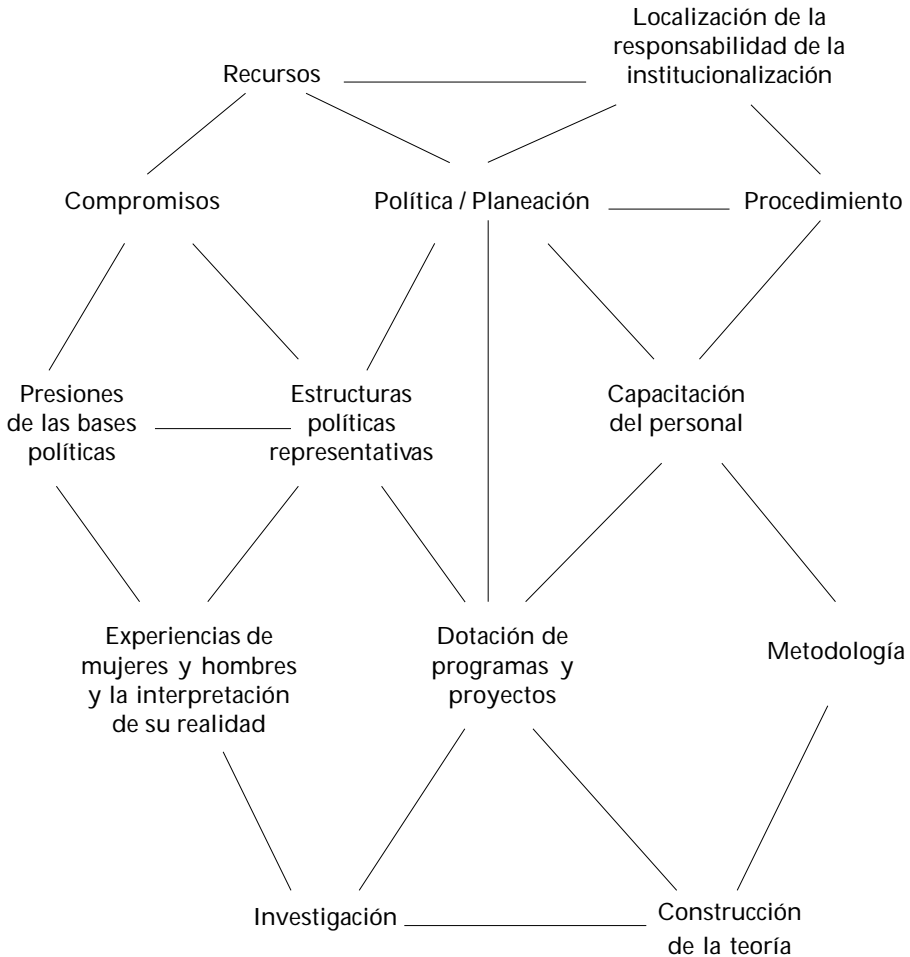 Localización de la
responsabilidad de la
institucionalización
Recursos
Compromisos
Política / Planeación
Procedimiento
Presiones
de las bases
políticas
Estructuras
políticas
representativas
Capacitación
del personal
Experiencias de
mujeres y hombres
y la interpretación
de su realidad
Dotación de
programas y
proyectos
Metodología
Investigación
Construcción
de la teoría